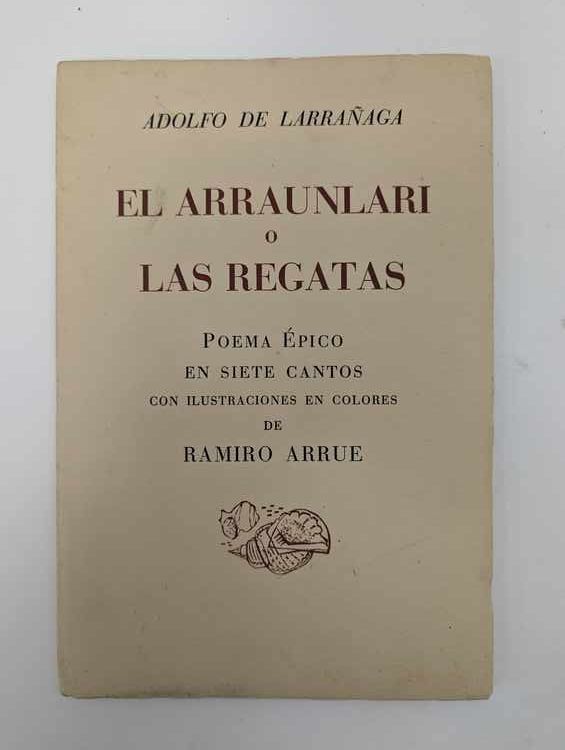 ADOLFO DE LARRAÑAGA
EL ARRAUNLARI
O
LAS REGATAS
POEMA ÉPICO
EN SIETE CANTOS
CON ILUSTRACIONES EN COLORES
DE
RAMIRO ARRUE